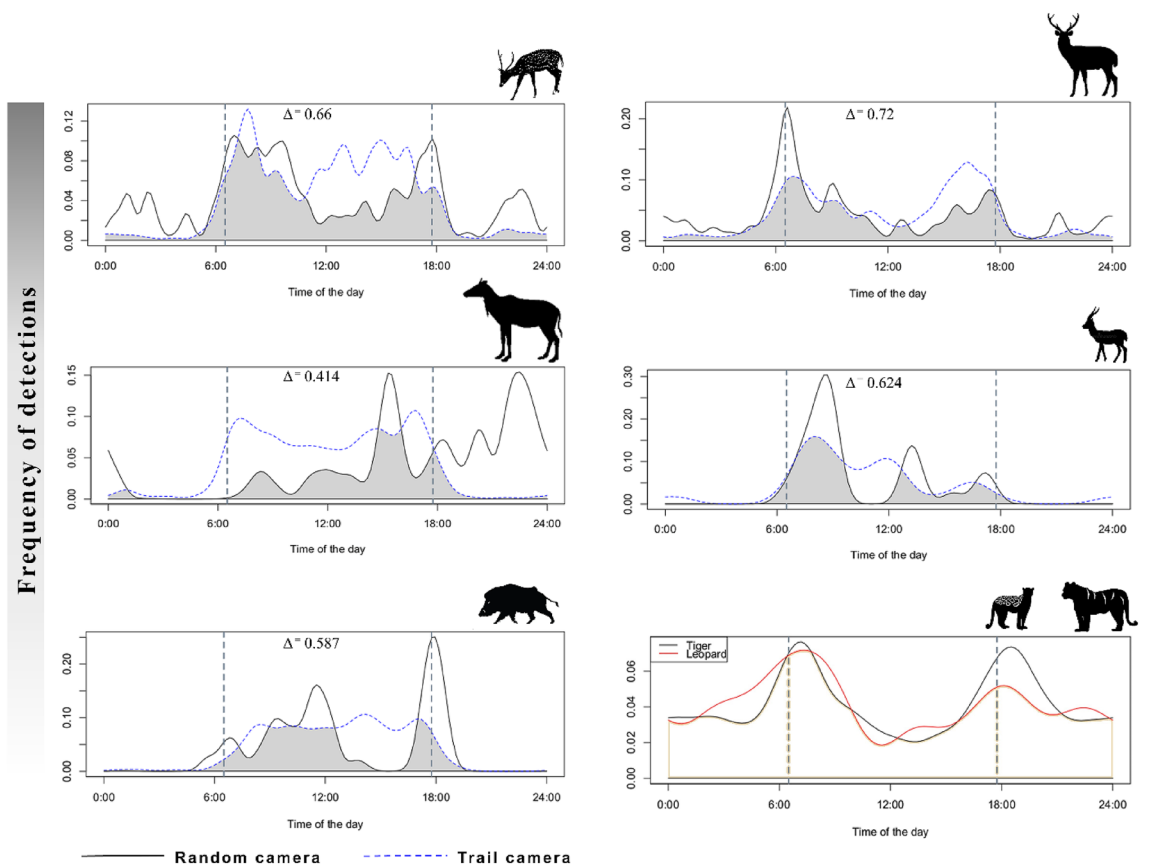 Frequency of detections
Δ = 0.66
0.00 0.04 0.08 0.12
0:00 6:00 12:00 18:00 24:00
Time of the day
Δ = 0.72
0.00 0.10 0.20
0:00 6:00 12:00 18:00 24:00
Time of the day
Δ = 0.414
0.00 0.05 0.10 0.15
0:00 6:00 12:00 18:00 24:00
Time of the day
Δ = 0.624
0.00 0.10 0.20 0.30
0:00 6:00 12:00 18:00 24:00
Time of the day
Δ = 0.587
0.00 0.10 0.20
0:00 6:00 12:00 18:00 24:00
Time of the day
Tiger
Leopard
0.00 0.02 0.04 0.06
0:00 6:00 12:00 18:00 24:00
Time of the day
Random camera Trail camera